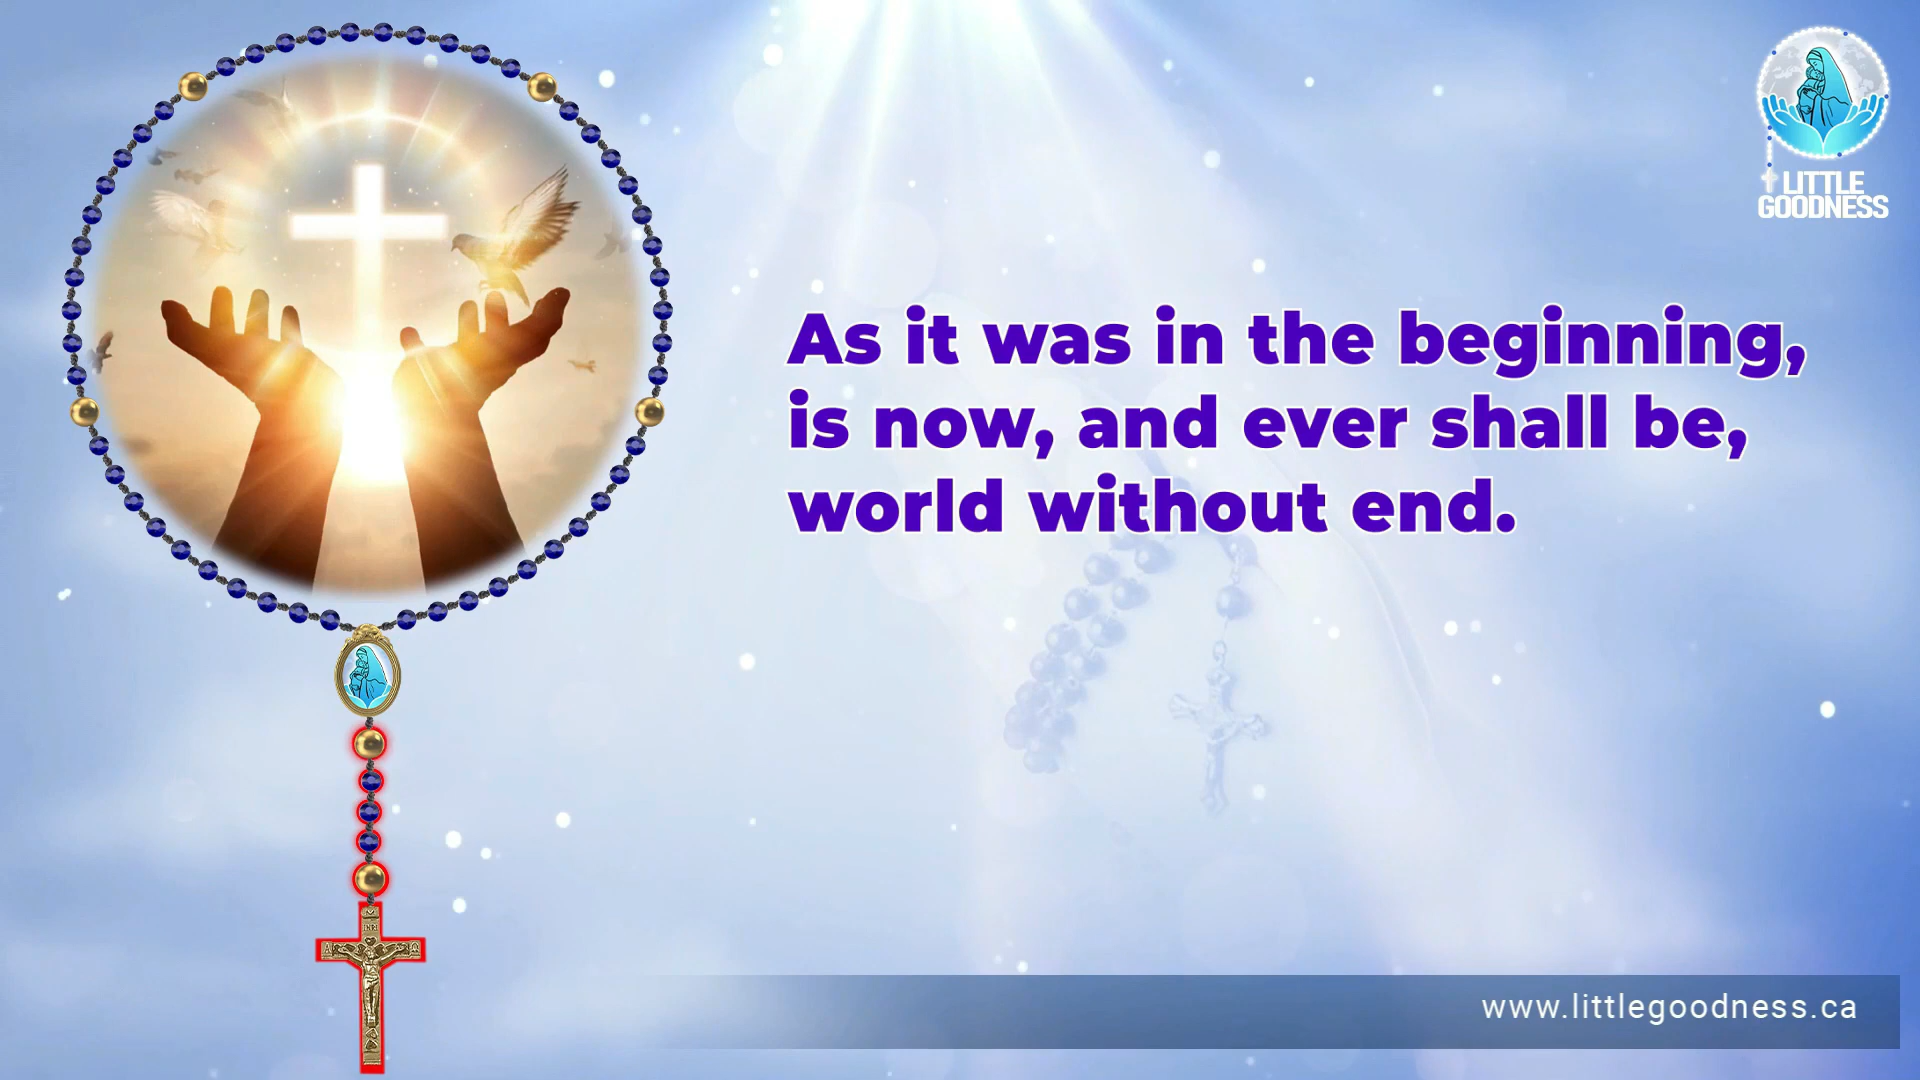 LITTLE
GOODNESS
As it was in the beginning,
is now, and ever shall be,
world without end.
INRI
A Ω
www.littlegoodness.ca